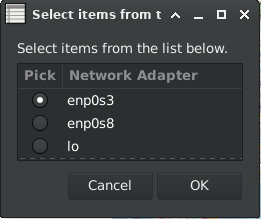 Select items from t
Select items from the list below.
Pick Network Adapter
enp0s3
enp0s8
lo
Cancel OK